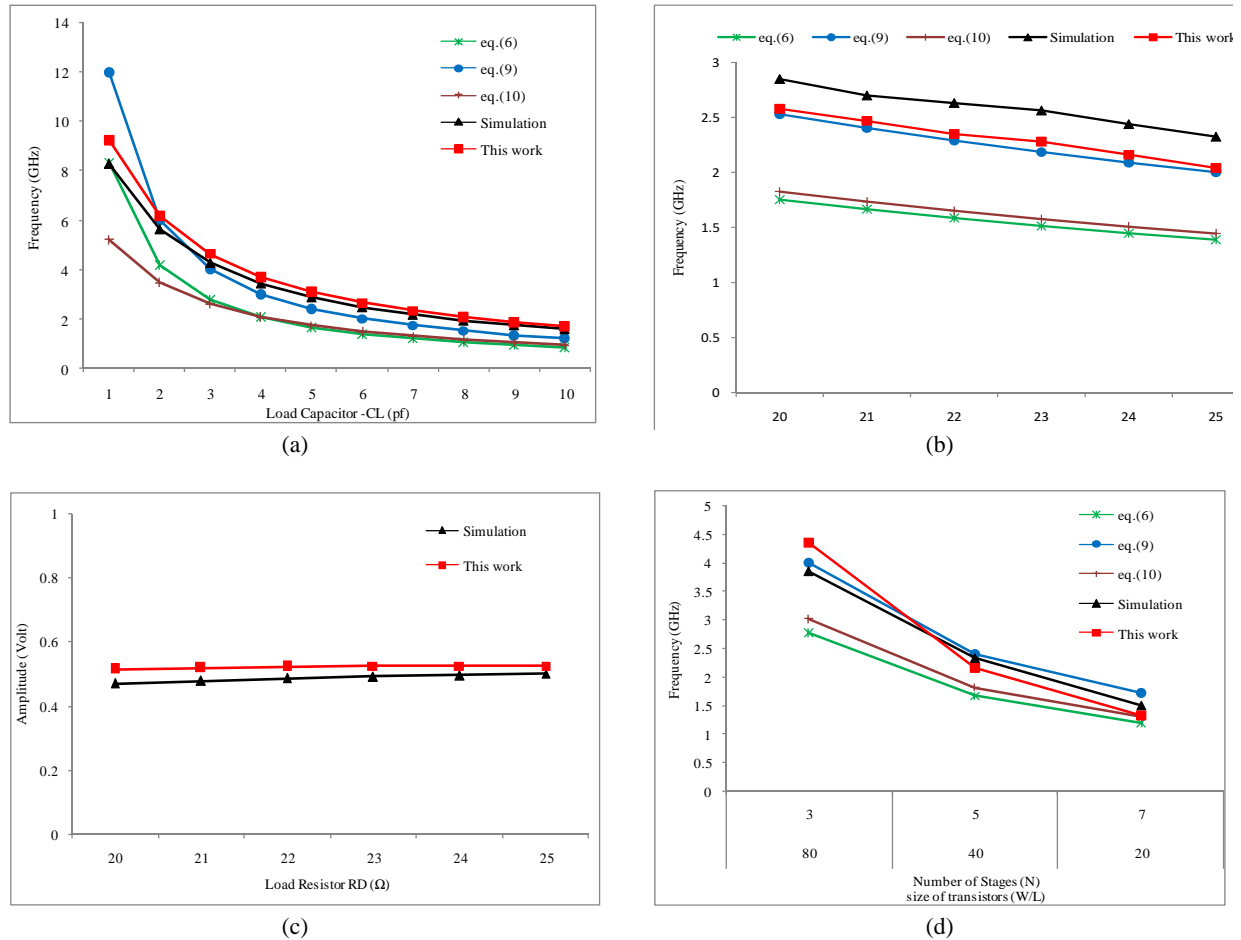 14
12
10
8
6
4
2
0
Frequency (GHz)
eq.(6)
eq.(9)
eq.(10)
Simulation
This work
1 2 3 4 5 6 7 8 9 10
Load Capacitor -CL (pf)
(a)
eq.(6) eq.(9) eq.(10) Simulation This work
3
2.5
2
1.5
1
0.5
0
Frequency (GHz)
20 21 22 23 24 25
(b)
1
0.8
0.6
0.4
0.2
0
Amplitude (Volt)
Simulation
This work
20 21 22 23 24 25
Load Resistor RD (Ω)
(c)
5
4.5
4
3.5
3
2.5
2
1.5
1
0.5
0
Frequency (GHz)
eq.(6)
eq.(9)
eq.(10)
Simulation
This work
3 5 7
80 40 20
Number of Stages (N)
size of transistors (W/L)
(d)